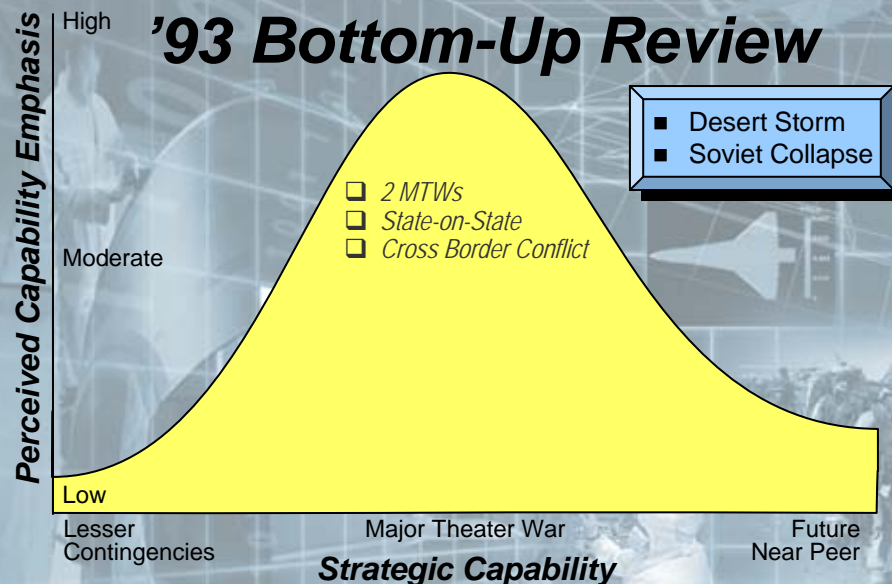 '93 Bottom-Up Review
Perceived Capability Emphasis
High
Moderate
Low
■ Desert Storm
■ Soviet Collapse
❑ 2 MTWs
❑ State-on-State
❑ Cross Border Conflict
Lesser
Contingencies
Major Theater War
Future
Near Peer
Strategic Capability